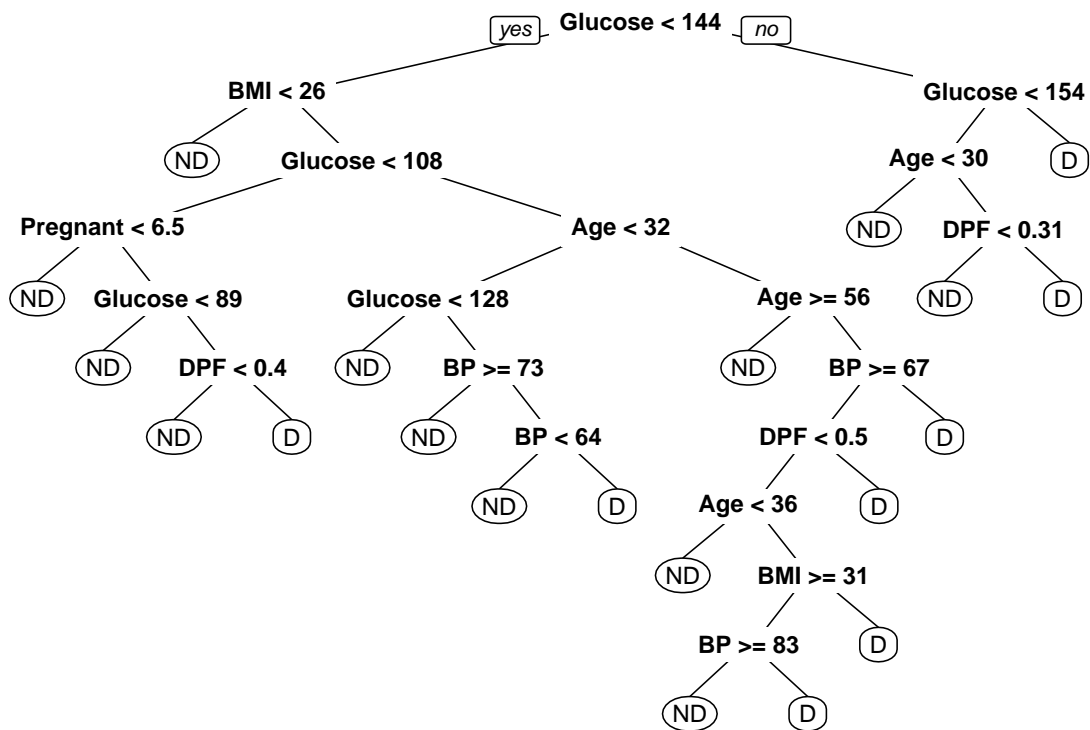 yes Glucose < 144 no
BMI < 26 Glucose < 154
ND Glucose < 108 Age < 30 D
Pregnant < 6.5 Age < 32 ND DPF < 0.31
ND Glucose < 89 Glucose < 128 Age >= 56 ND D
ND DPF < 0.4 ND BP >= 73 ND BP >= 67
ND D ND BP < 64 DPF < 0.5 D
ND D Age < 36 D
ND BMI >= 31
BP >= 83 D
ND D